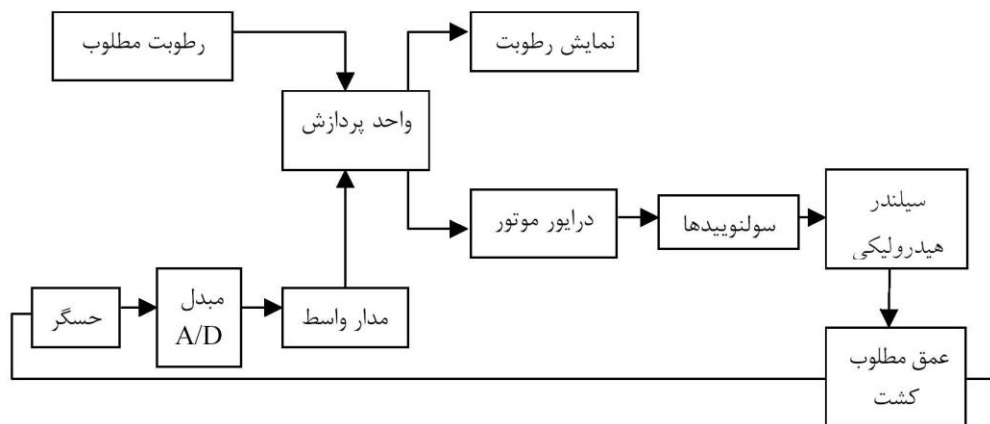 رطوبت مطلوب
نمایش رطوبت
واحد پردازش
درایور موتور
سولنوییدها
سیلندر
هیدرولیکی
حسگر
مبدل
A/D
مدار واسط
عمق مطلوب
کشت